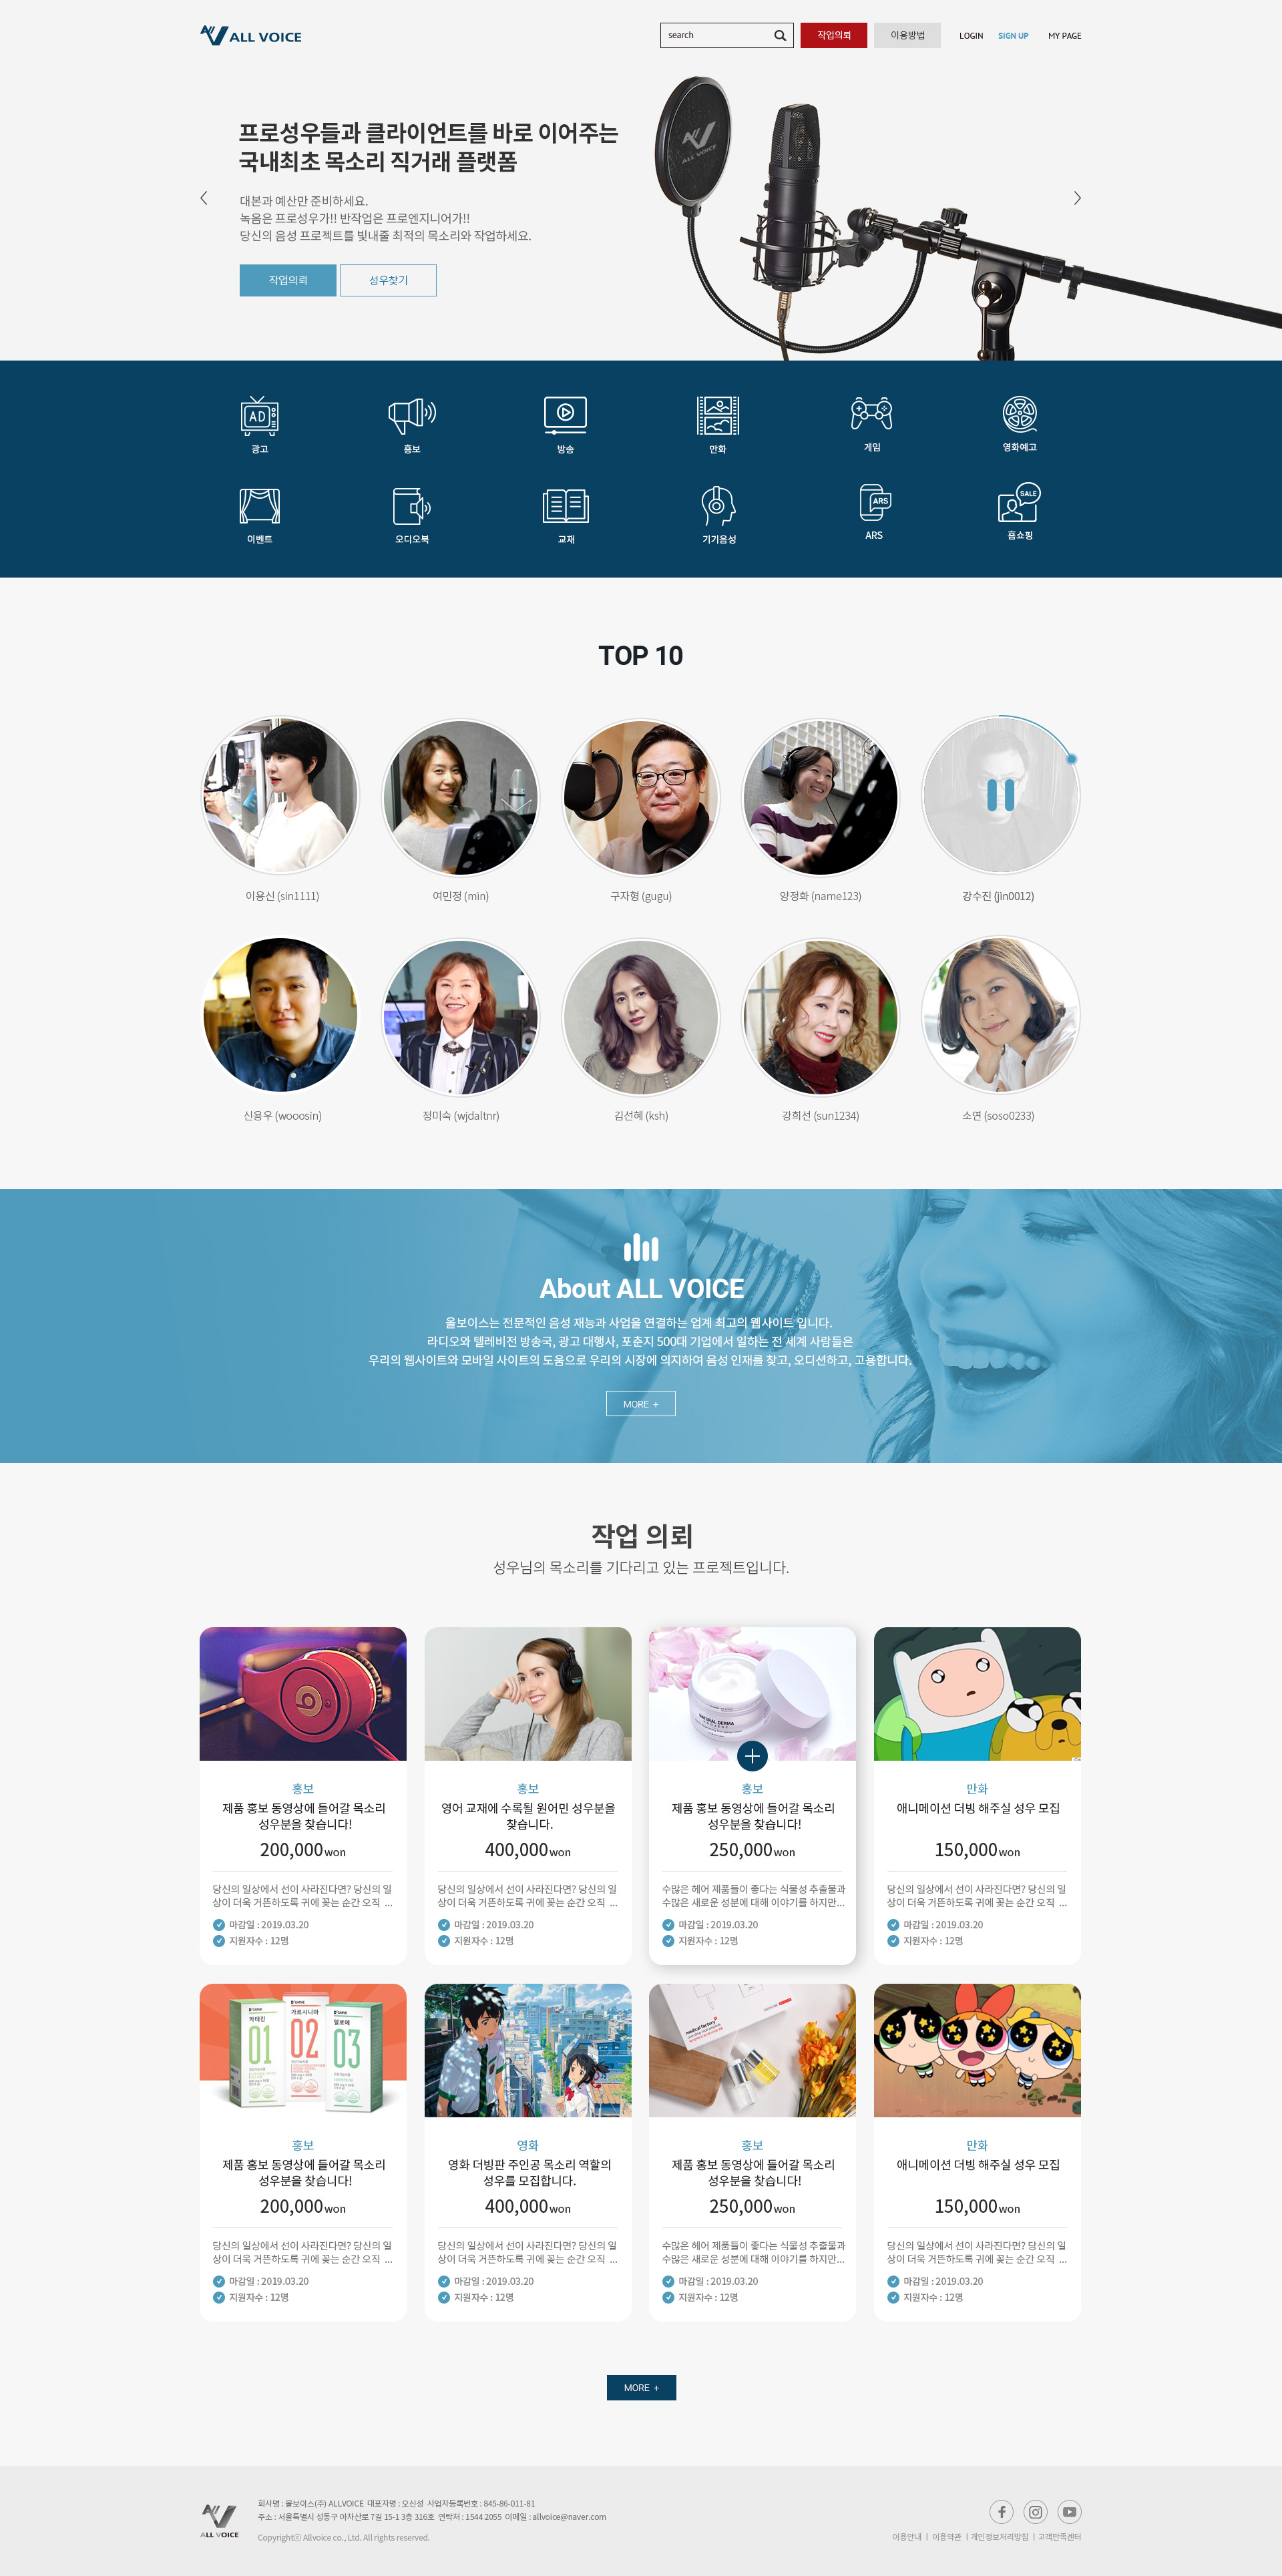 ALL VOICE
search
작업의뢰
이용방법
LOGIN
SIGN UP
MY PAGE
프로성우들과 클라이언트를 바로 이어주는
국내최초 목소리 직거래 플랫폼
대본과 예산만 준비하세요.
녹음은 프로성우가!! 반작업은 프로엔지니어가!!
당신의 음성 프로젝트를 빛내줄 최적의 목소리와 작업하세요.
작업의뢰
성우찾기
ALL VOICE
AD
광고
홍보
방송
만화
게임
영화예고
이벤트
오디오북
교재
기기음성
ARS
ARS
SALE
홈쇼핑
TOP 10
이용신 (sin1111)
여민정 (min)
구자형 (gugu)
양정화 (name123)
강수진 (jin0012)
신용우 (wooosin)
정미숙 (wjdaltnr)
김선혜 (ksh)
강희선 (sun1234)
소연 (soso0233)
About ALL VOICE
올보이스는 전문적인 음성 재능과 사업을 연결하는 업계 최고의 웹사이트 입니다.
라디오와 텔레비전 방송국, 광고 대행사, 포춘지 500대 기업에서 일하는 전 세계 사람들은
우리의 웹사이트와 모바일 사이트의 도움으로 우리의 시장에 의지하여 음성 인재를 찾고, 오디션하고, 고용합니다.
MORE +
작업 의뢰
성우님의 목소리를 기다리고 있는 프로젝트입니다.
홍보
제품 홍보 동영상에 들어갈 목소리
성우분을 찾습니다!
200,000won
당신의 일상에서 선이 사라진다면? 당신의 일
상이 더욱 거뜬하도록 귀에 꽂는 순간 오직 ...
마감일 : 2019.03.20
지원자수 : 12명
홍보
영어 교재에 수록될 원어민 성우분을
찾습니다.
400,000won
당신의 일상에서 선이 사라진다면? 당신의 일
상이 더욱 거뜬하도록 귀에 꽂는 순간 오직 ...
마감일 : 2019.03.20
지원자수 : 12명
NATURAL DERMA
PROJECT
홍보
제품 홍보 동영상에 들어갈 목소리
성우분을 찾습니다!
250,000won
수많은 헤어 제품들이 좋다는 식물성 추출물과
수많은 새로운 성분에 대해 이야기를 하지만...
마감일 : 2019.03.20
지원자수 : 12명
만화
애니메이션 더빙 해주실 성우 모집
150,000won
당신의 일상에서 선이 사라진다면? 당신의 일
상이 더욱 거뜬하도록 귀에 꽂는 순간 오직 ...
마감일 : 2019.03.20
지원자수 : 12명
카테킨
01
가르시니아
02
알로에
03
홍보
제품 홍보 동영상에 들어갈 목소리
성우분을 찾습니다!
200,000won
당신의 일상에서 선이 사라진다면? 당신의 일
상이 더욱 거뜬하도록 귀에 꽂는 순간 오직 ...
마감일 : 2019.03.20
지원자수 : 12명
영화
영화 더빙판 주인공 목소리 역할의
성우를 모집합니다.
400,000won
당신의 일상에서 선이 사라진다면? 당신의 일
상이 더욱 거뜬하도록 귀에 꽂는 순간 오직 ...
마감일 : 2019.03.20
지원자수 : 12명
medical factory
홍보
제품 홍보 동영상에 들어갈 목소리
성우분을 찾습니다!
250,000won
수많은 헤어 제품들이 좋다는 식물성 추출물과
수많은 새로운 성분에 대해 이야기를 하지만...
마감일 : 2019.03.20
지원자수 : 12명
만화
애니메이션 더빙 해주실 성우 모집
150,000won
당신의 일상에서 선이 사라진다면? 당신의 일
상이 더욱 거뜬하도록 귀에 꽂는 순간 오직 ...
마감일 : 2019.03.20
지원자수 : 12명
MORE +
ALL VOICE
회사명 : 올보이스(주) ALLVOICE 대표자명 : 오신성 사업자등록번호 : 845-86-011-81
주소 : 서울특별시 성동구 아차산로 7길 15-1 3층 316호 연락처 : 1544 2055 이메일 : allvoice@naver.com
Copyrightⓒ Allvoice co., Ltd. All rights reserved.
이용안내 | 이용약관 | 개인정보처리방침 | 고객만족센터